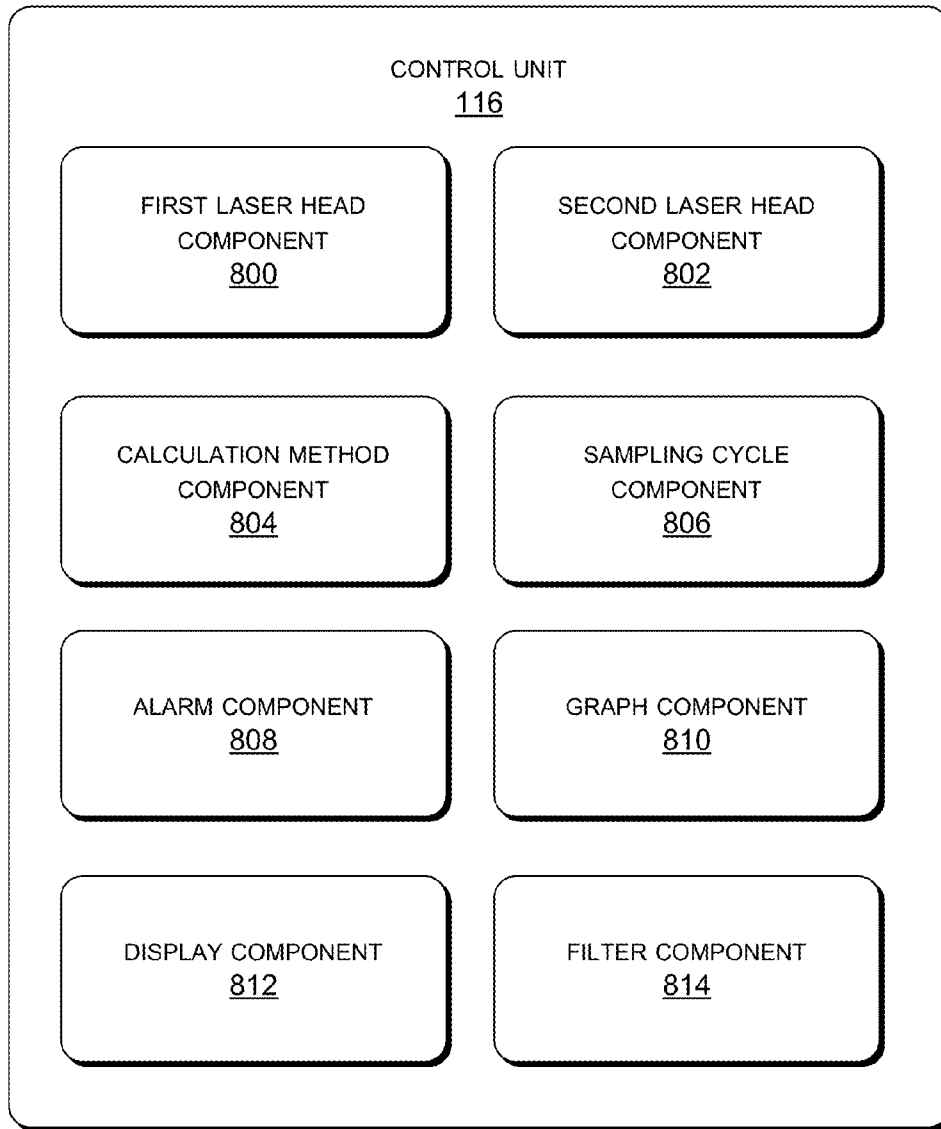 CONTROL UNIT
116
FIRST LASER HEAD
COMPONENT
800
SECOND LASER HEAD
COMPONENT
802
CALCULATION METHOD
COMPONENT
804
SAMPLING CYCLE
COMPONENT
806
ALARM COMPONENT
808
GRAPH COMPONENT
810
DISPLAY COMPONENT
812
FILTER COMPONENT
814